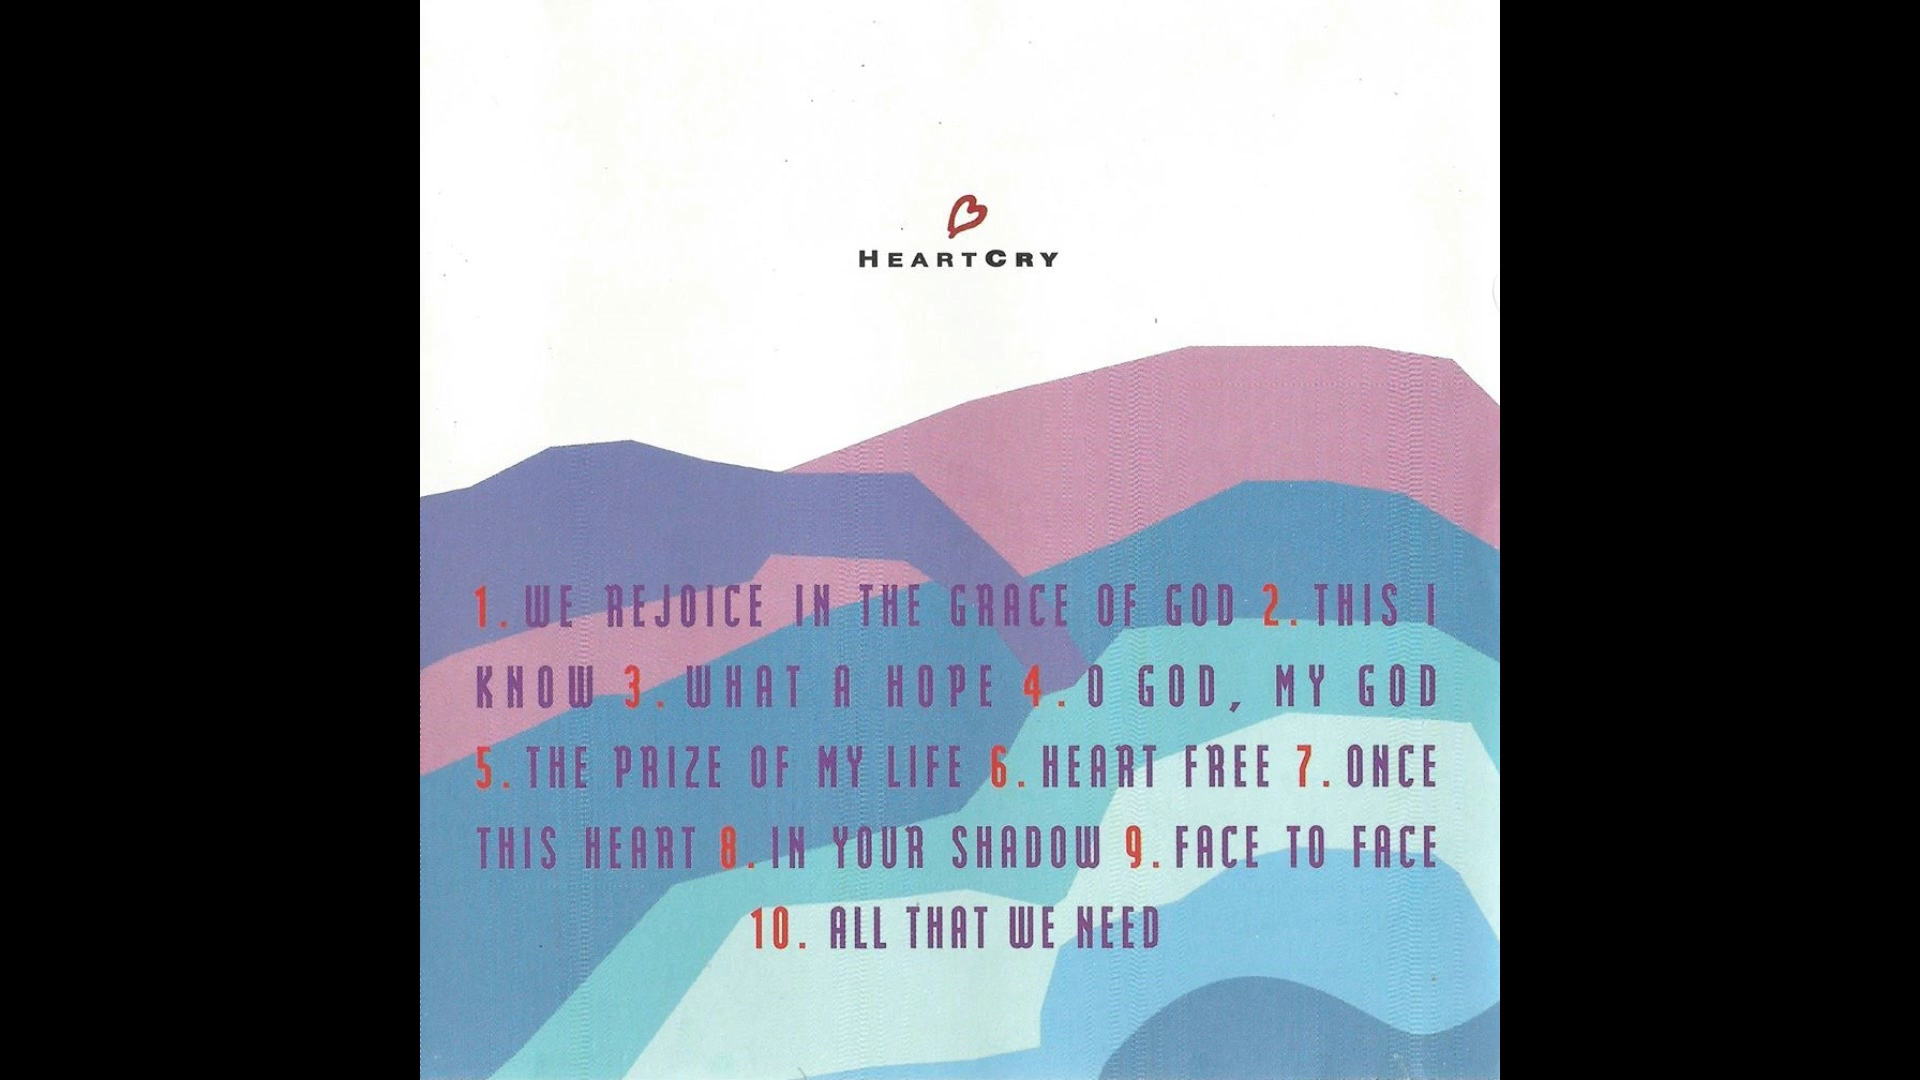 HEARTCRY
1. WE REJOICE IN THE GRACE OF GOD 2. THIS I
KNOW 3. WHAT A HOPE 4. O GOD, MY GOD
5. THE PRIZE OF MY LIFE 6. HEART FREE 7. ONCE
THIS HEART 8. IN YOUR SHADOW 9. FACE TO FACE
10. ALL THAT WE NEED